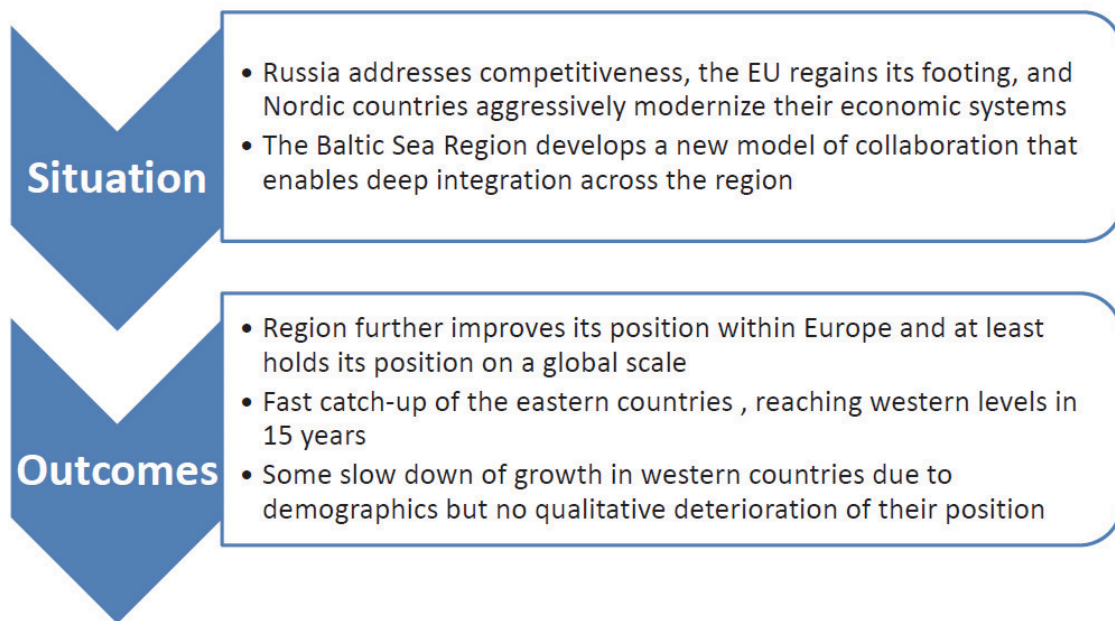 Situation
• Russia addresses competitiveness, the EU regains its footing, and
Nordic countries aggressively modernize their economic systems
• The Baltic Sea Region develops a new model of collaboration that
enables deep integration across the region
Outcomes
• Region further improves its position within Europe and at least
holds its position on a global scale
• Fast catch-up of the eastern countries , reaching western levels in
15 years
• Some slow down of growth in western countries due to
demographics but no qualitative deterioration of their position